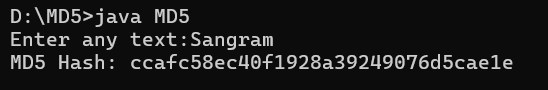 D:\MD5>java MD5
Enter any text:Sangram
MD5 Hash: ccafc58ec40f1928a39249076d5cae1e